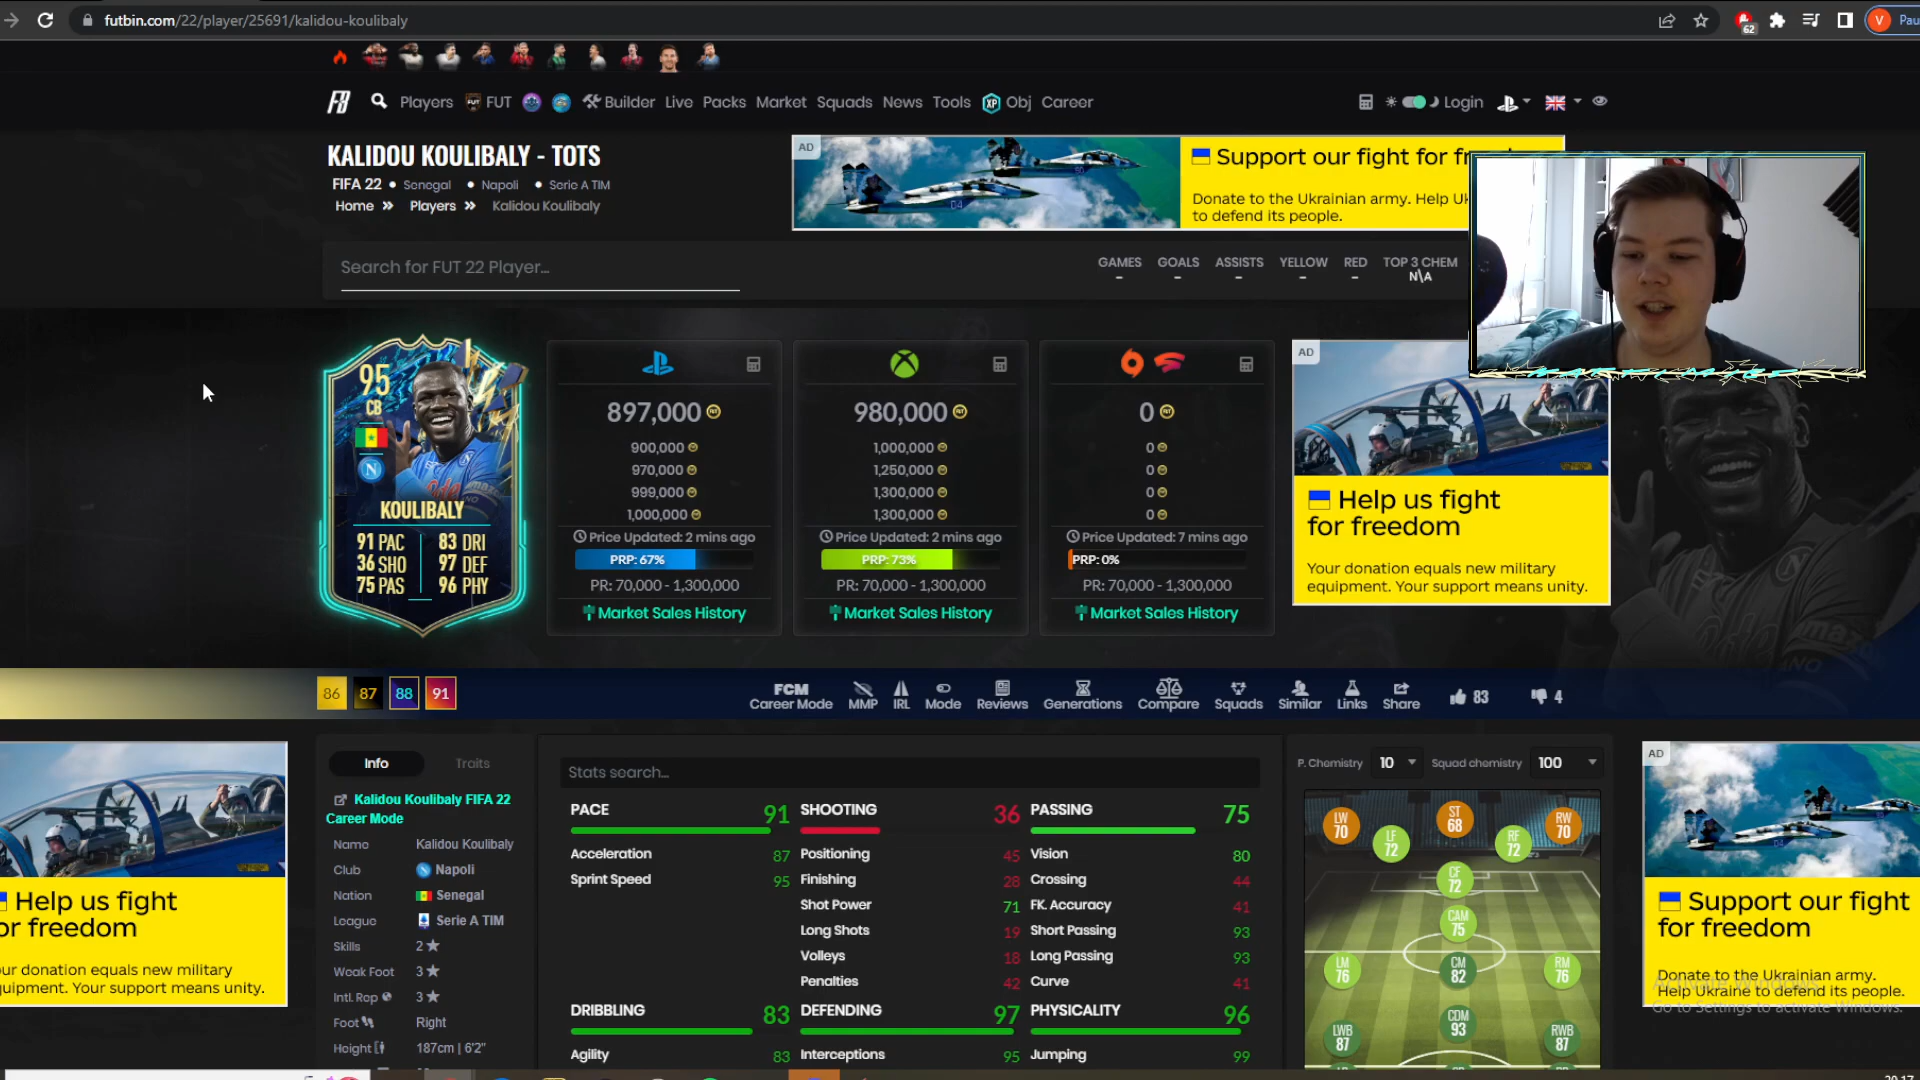 futbin.com/22/player/25691/kalidou-koulibaly
62
V
Pau
Players FUT Builder Live Packs Market Squads News Tools XP Obj Career
Login
KALIDOU KOULIBALY - TOTS
FIFA 22 • Senegal • Napoli • Serie A TIM
Home » Players » Kalidou Koulibaly
AD
Support our fight for fr
Donate to the Ukrainian army. Help Uk
to defend its people.
Search for FUT 22 Player...
GAMES GOALS ASSISTS YELLOW RED TOP 3 CHEM
- - - - - N\A
95
CB
KOULIBALY
91 PAC 83 DRI
36 SHO 97 DEF
75 PAS 96 PHY
897,000
900,000
970,000
999,000
1,000,000
Price Updated: 2 mins ago
PRP: 67%
PR: 70,000 - 1,300,000
Market Sales History
980,000
1,000,000
1,250,000
1,300,000
1,300,000
Price Updated: 2 mins ago
PRP: 73%
PR: 70,000 - 1,300,000
Market Sales History
0
0
0
0
0
Price Updated: 7 mins ago
PRP: 0%
PR: 70,000 - 1,300,000
Market Sales History
AD
Help us fight
for freedom
Your donation equals new military
equipment. Your support means unity.
86 87 88 91
FCM
Career Mode MMP IRL Mode Reviews Generations Compare Squads Similar Links Share 83 4
Help us fight
or freedom
ur donation equals new military
uipment. Your support means unity.
Info Traits
Kalidou Koulibaly FIFA 22
Career Mode
Name Kalidou Koulibaly
Club Napoli
Nation Senegal
League Serie A TIM
Skills 2
Weak Foot 3
Intl. Rep 3
Foot Right
Height 187cm | 6'2"
Stats search...
PACE 91
Acceleration 87
Sprint Speed 95
SHOOTING 36
Positioning 45
Finishing 28
Shot Power 71
Long Shots 19
Volleys 18
Penalties 42
PASSING 75
Vision 80
Crossing 44
FK. Accuracy 41
Short Passing 93
Long Passing 93
Curve 41
DRIBBLING 83
Agility 83
DEFENDING 97
Interceptions 95
PHYSICALITY 96
Jumping 99
P. Chemistry 10 Squad chemistry 100
LW
70
ST
68
RW
70
LF
72
RF
72
CF
72
CAM
75
LM
76
CM
82
RM
76
CDM
93
LWB
87
RWB
87
AD
Support our
for freedom
Donate to the Ukrainian army.
Help Ukraine to defend its people.
Activate Windows
Go to Settings to activate Windows.
20.17